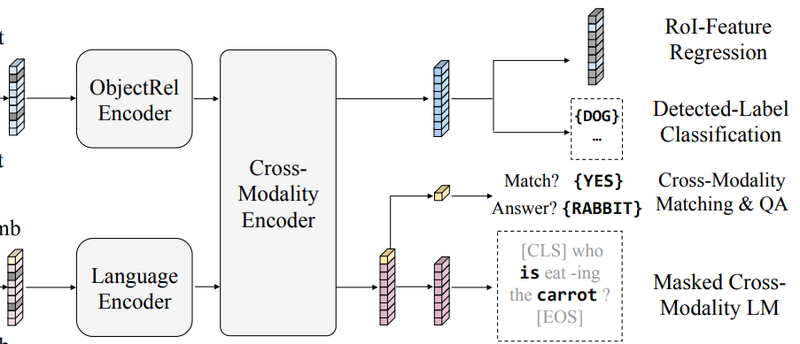 t
ObjectRel
Encoder
t
Cross-
Modality
Encoder
mb
Language
Encoder
RoI-Feature
Regression
{DOG}
...
Detected-Label
Classification
Match? {YES}
Answer? {RABBIT}
Cross-Modality
Matching & QA
[CLS] who
is eat -ing
the carrot ?
[EOS]
Masked Cross-
Modality LM